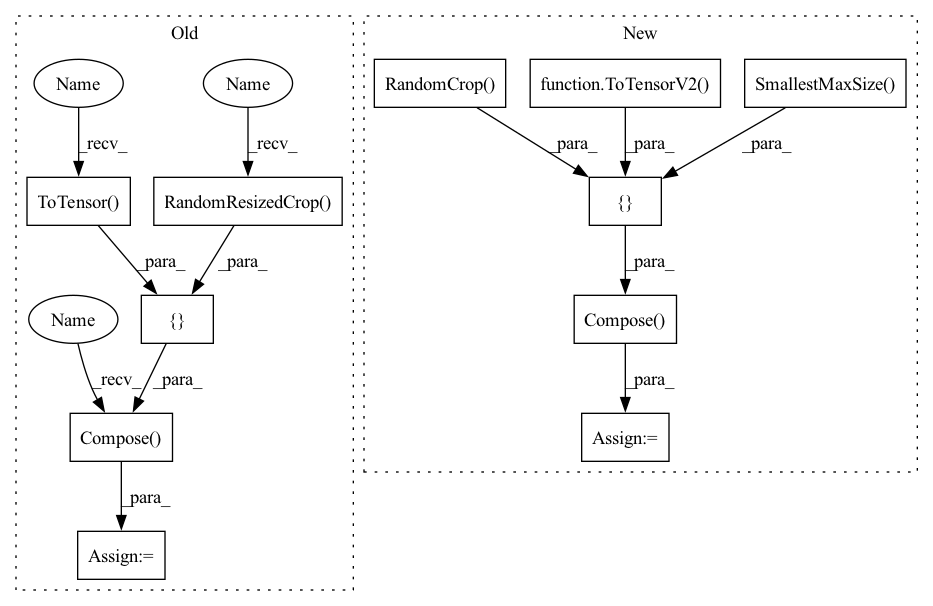 Old
New
Name
Name
RandomCrop()
function.ToTensorV2()
SmallestMaxSize()
_recv_
_recv_
_para_
_para_
_para_
ToTensor()
RandomResizedCrop()
{}
_para_
_para_
_para_
Name
{}
Compose()
_recv_
_para_
_para_
Compose()
Assign:=
_para_
Assign:=